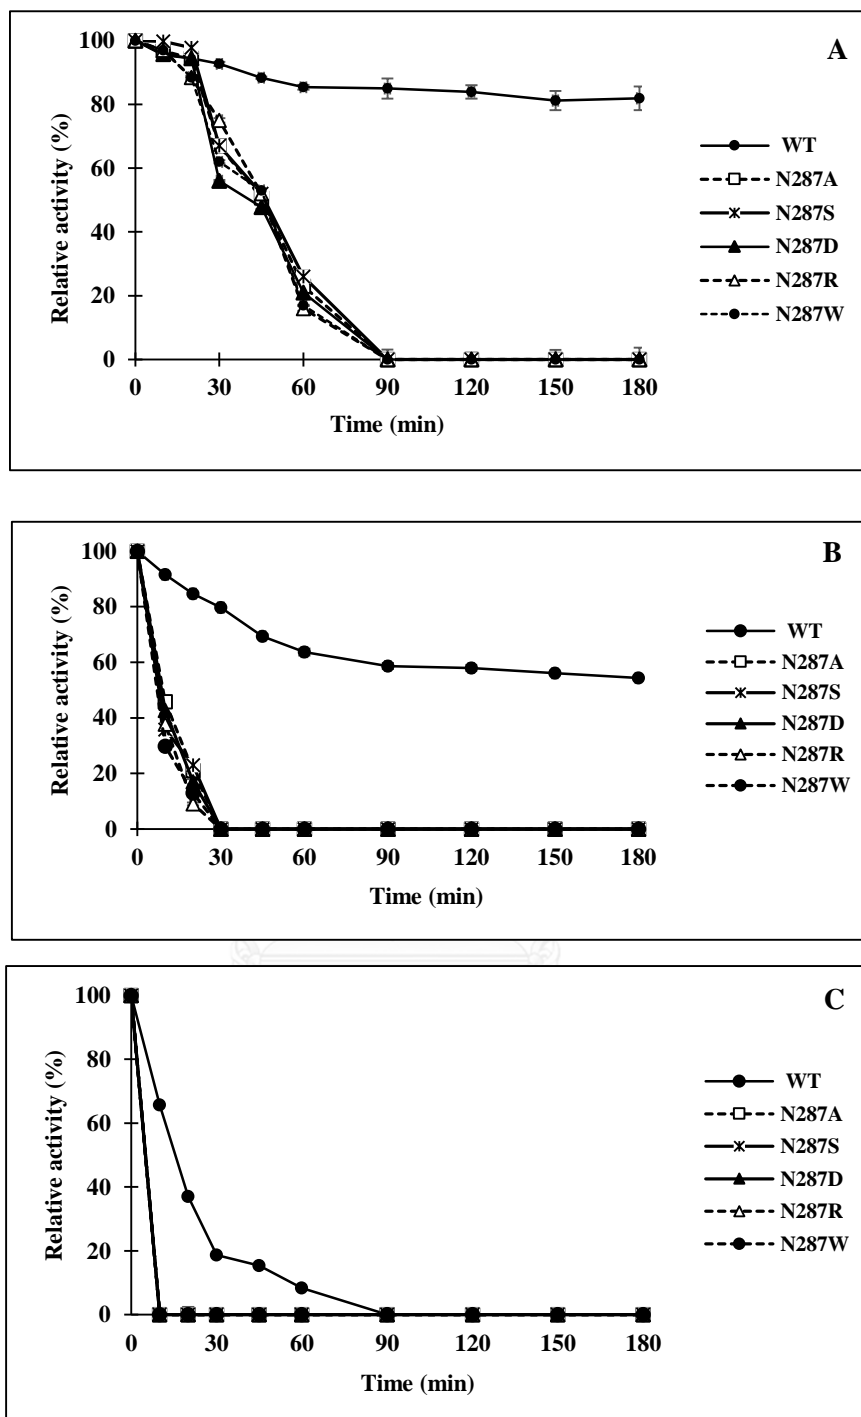 A
100
80
60
40
20
0
Relative activity (%)
0 30 60 90 120 150 180
Time (min)
WT
N287A
N287S
N287D
N287R
N287W
B
100
80
60
40
20
0
Relative activity (%)
0 30 60 90 120 150 180
Time (min)
WT
N287A
N287S
N287D
N287R
N287W
C
100
80
60
40
20
0
Relative activity (%)
0 30 60 90 120 150 180
Time (min)
WT
N287A
N287S
N287D
N287R
N287W